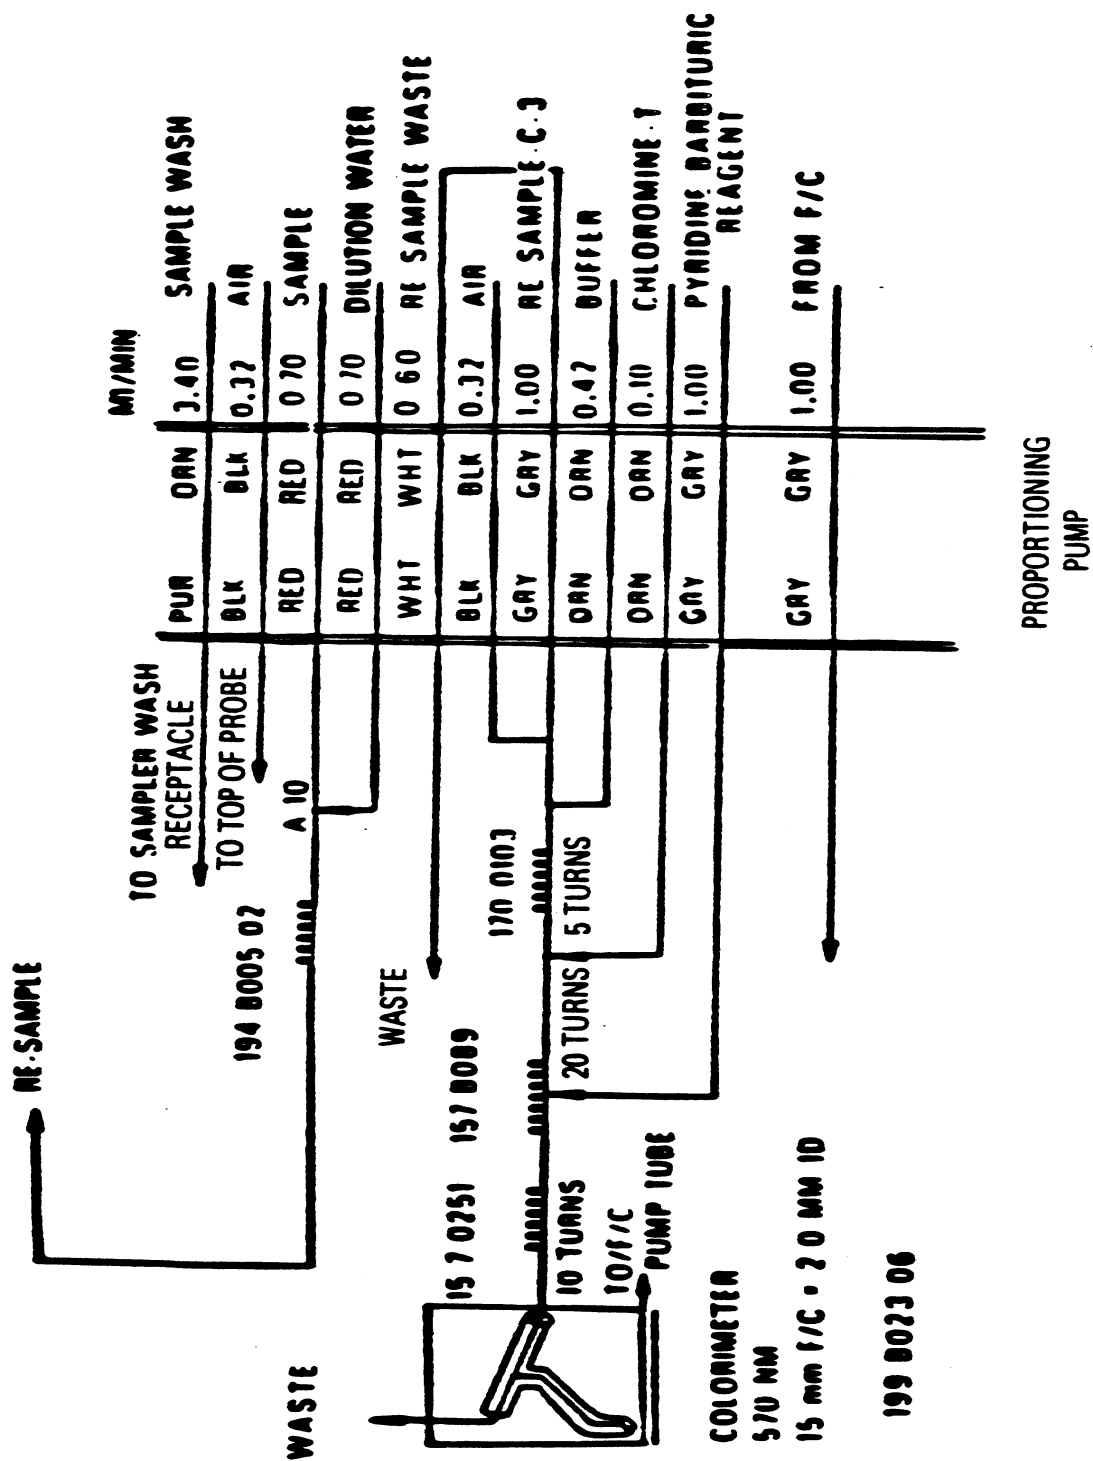 RE-SAMPLE
TO SAMPLER WASH
RECEPTACLE
TO TOP OF PROBE
194 B005 02
A 10
WASTE
WASTE
15 7 0251
157 B089
170 0103
10 TURNS
20 TURNS
5 TURNS
TO/F/C
PUMP TUBE
COLORIMETER
570 NM
15 mm F/C • 2 0 MM ID
199 B023 06
Ml/MIN
PUR ORN 3.40 SAMPLE WASH
BLK BLK 0.32 AIR
RED RED 0 70 SAMPLE
RED RED 0 70 DILUTION WATER
WHT WHT 0 60 RE SAMPLE WASTE
BLK BLK 0.32 AIR
GRY GRY 1.00 RE SAMPLE C-3
ORN ORN 0.42 BUFFER
ORN ORN 0.10 CHLOROMINE-T
GRY GRY 1.00 PYRIDINE BARBITURIC
REAGENT
GRY GRY 1.00 FROM F/C
PROPORTIONING
PUMP